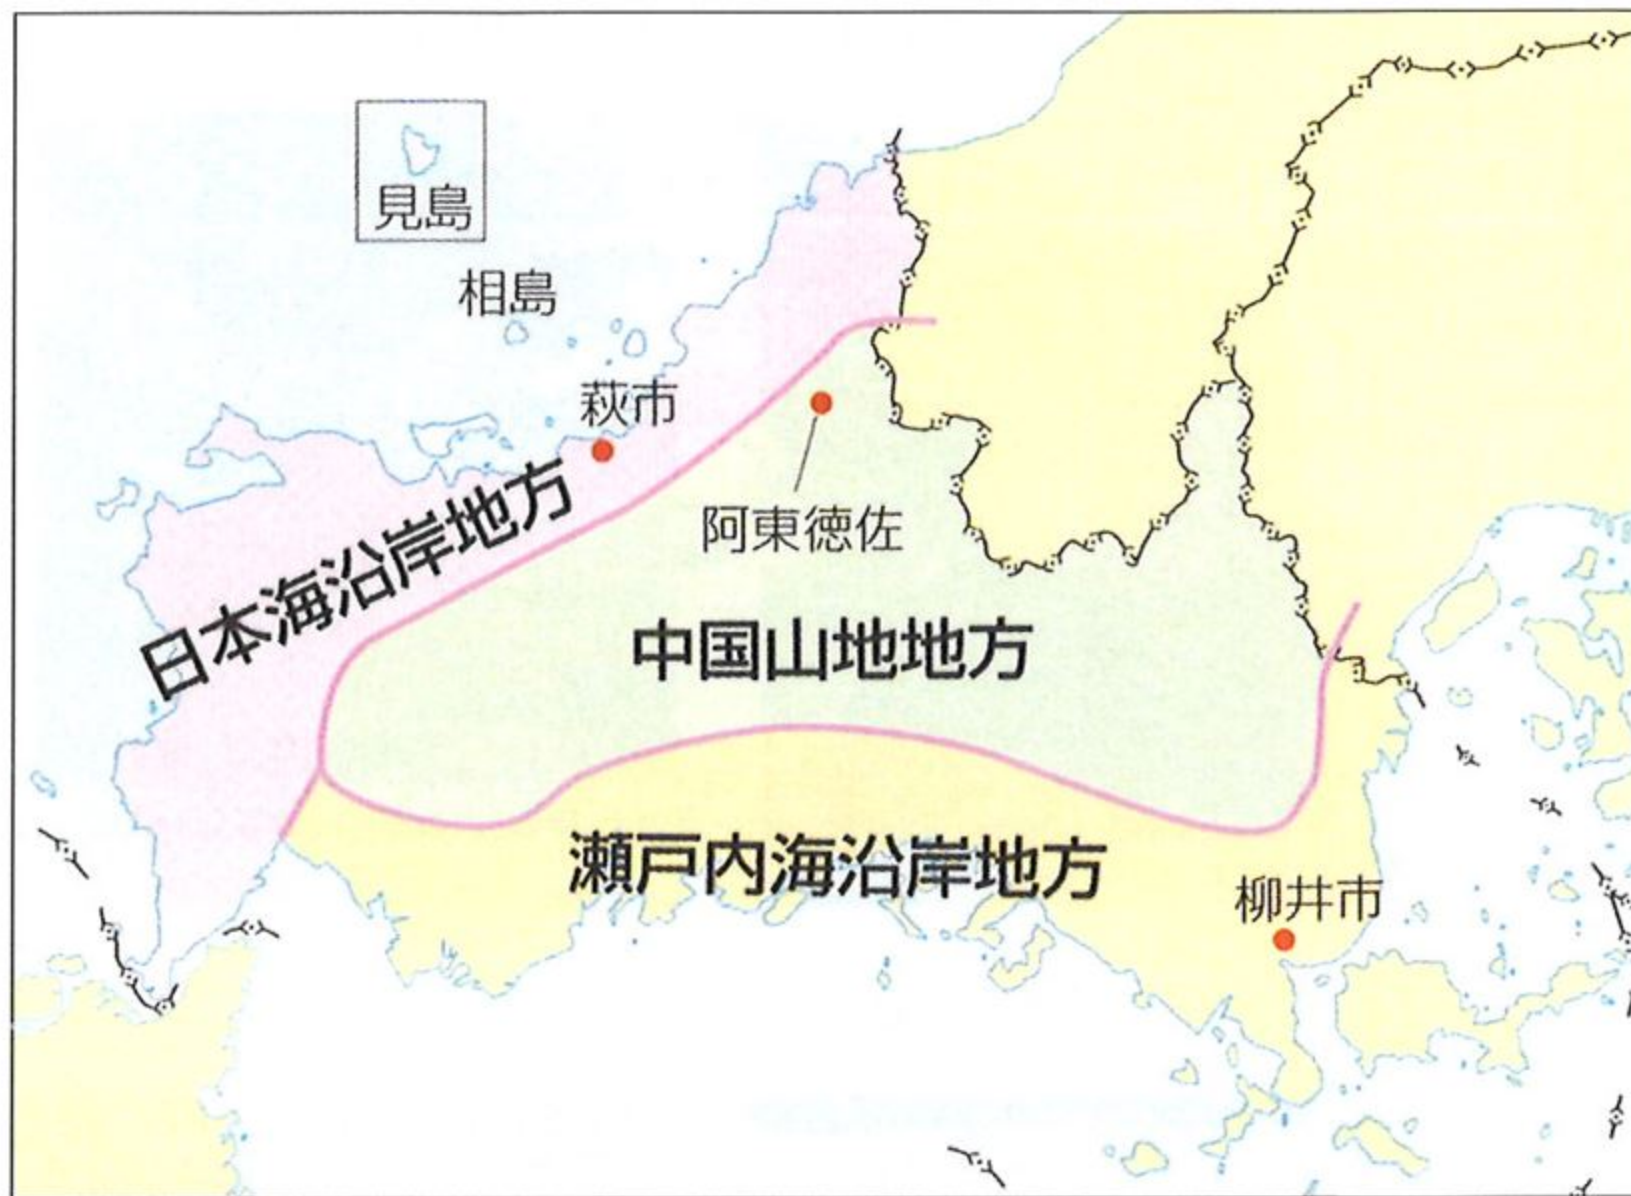 見島
相島
萩市
阿東徳佐
日本海沿岸地方
中国山地地方
瀬戸内海沿岸地方
柳井市